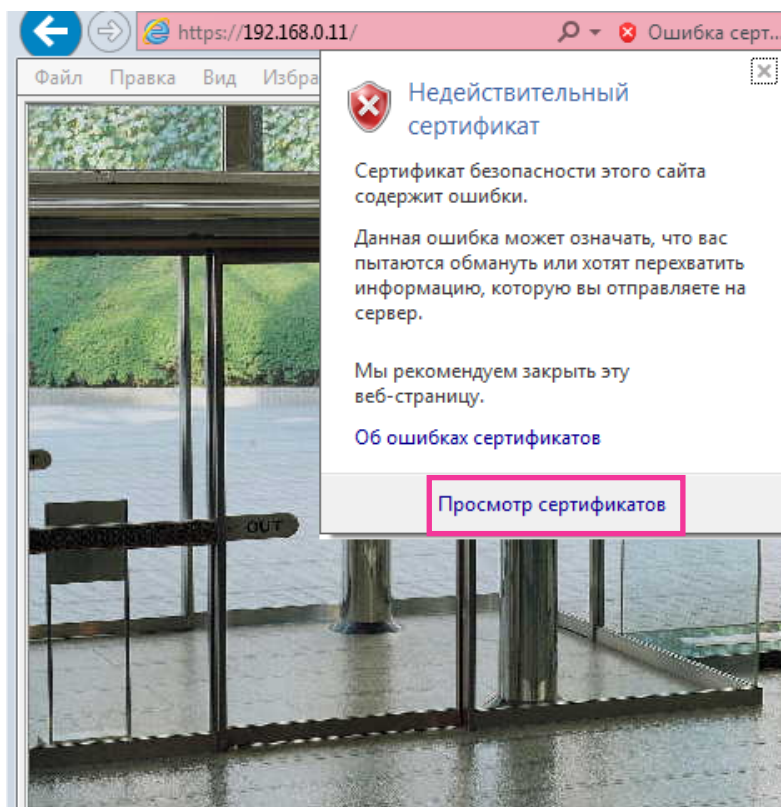 https://192.168.0.11/
Ошибка серт...
Файл Правка Вид Избра
Недействительный
сертификат
Сертификат безопасности этого сайта
содержит ошибки.
Данная ошибка может означать, что вас
пытаются обмануть или хотят перехватить
информацию, которую вы отправляете на
сервер.
Мы рекомендуем закрыть эту
веб-страницу.
Об ошибках сертификатов
Просмотр сертификатов
OUT